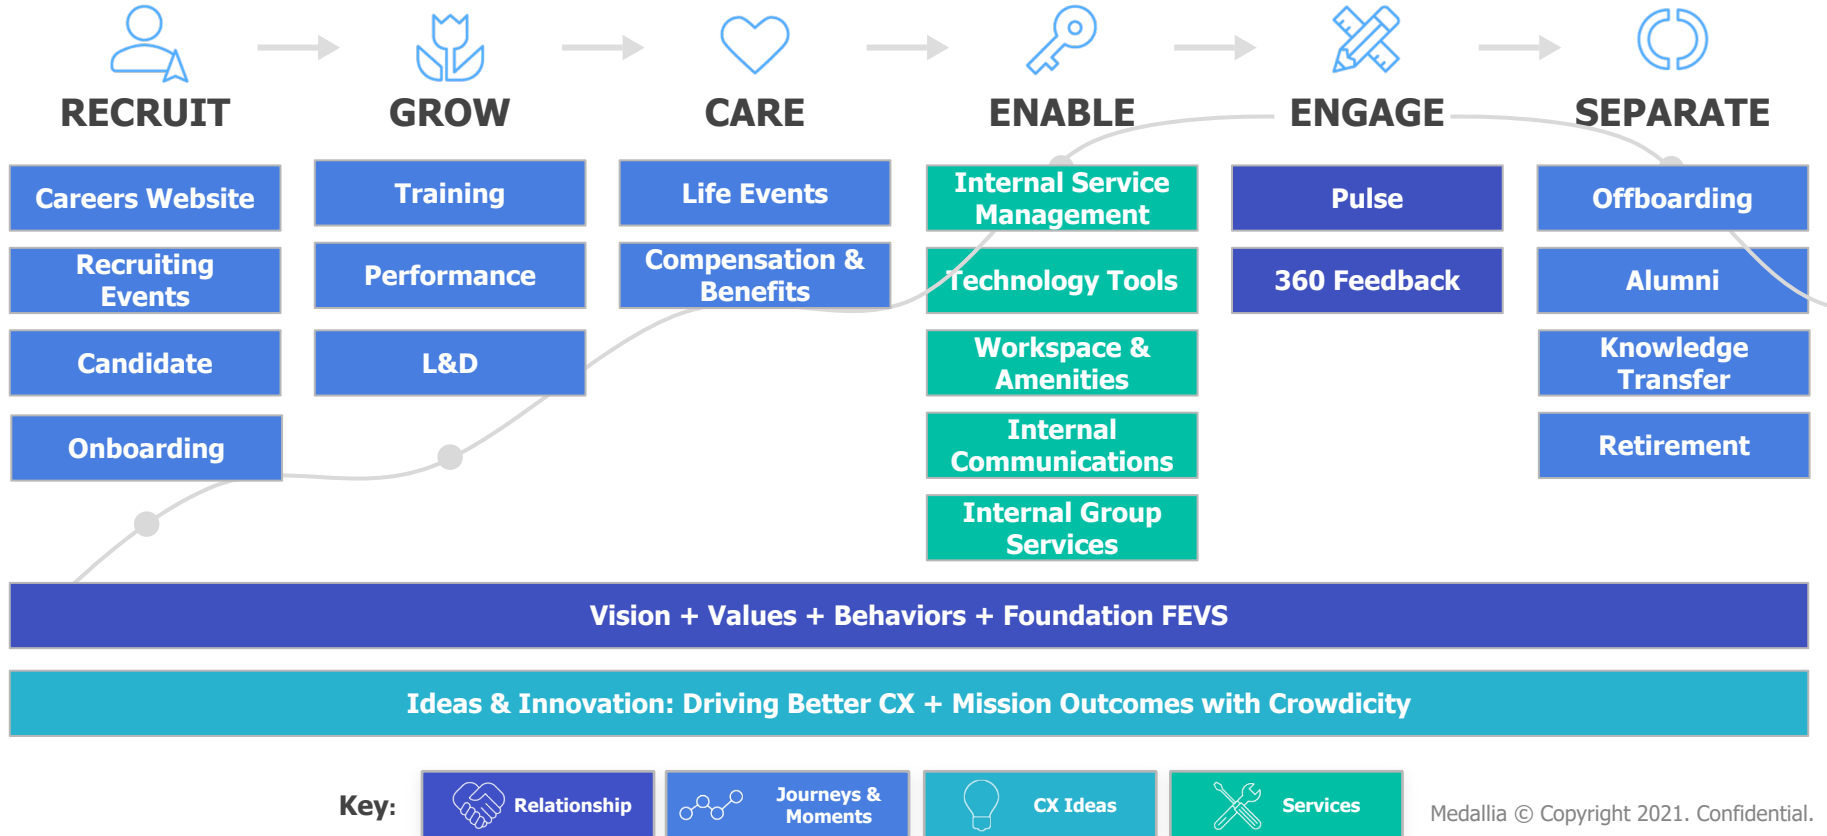 RECRUIT
GROW
CARE
ENABLE
ENGAGE
SEPARATE
Careers Website
Recruiting
Events
Candidate
Onboarding
Training
Performance
L&D
Life Events
Compensation &
Benefits
Internal Service
Management
Technology Tools
Workspace &
Amenities
Internal
Communications
Internal Group
Services
Pulse
360 Feedback
Offboarding
Alumni
Knowledge
Transfer
Retirement
Vision + Values + Behaviors + Foundation FEVS
Ideas & Innovation: Driving Better CX + Mission Outcomes with Crowdicity
Key:
Relationship
Journeys &
Moments
CX Ideas
Services
Medallia © Copyright 2021. Confidential.